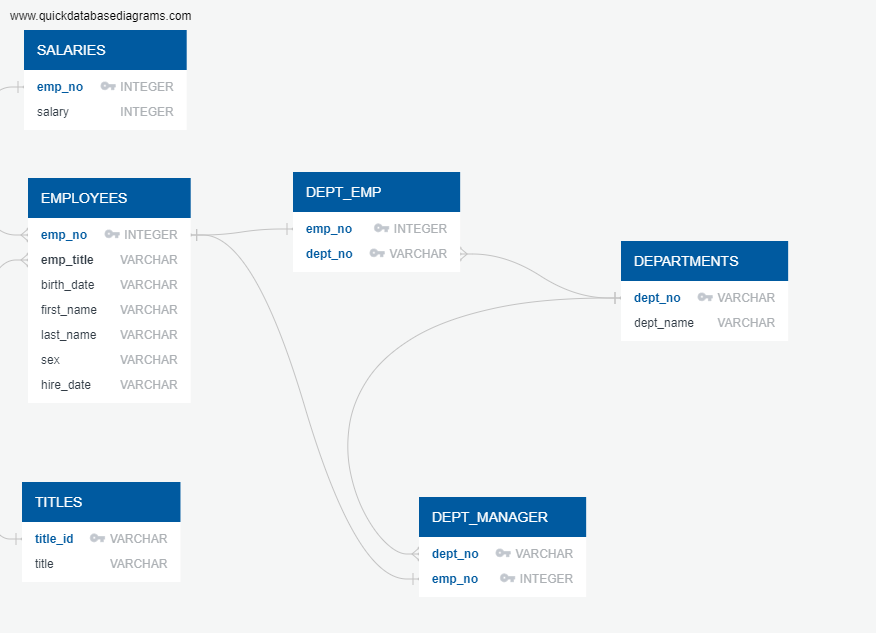 www.quickdatabasediagrams.com
SALARIES
emp_no INTEGER
salary INTEGER
EMPLOYEES
emp_no INTEGER
emp_title VARCHAR
birth_date VARCHAR
first_name VARCHAR
last_name VARCHAR
sex VARCHAR
hire_date VARCHAR
DEPT_EMP
emp_no INTEGER
dept_no VARCHAR
DEPARTMENTS
dept_no VARCHAR
dept_name VARCHAR
TITLES
title_id VARCHAR
title VARCHAR
DEPT_MANAGER
dept_no VARCHAR
emp_no INTEGER